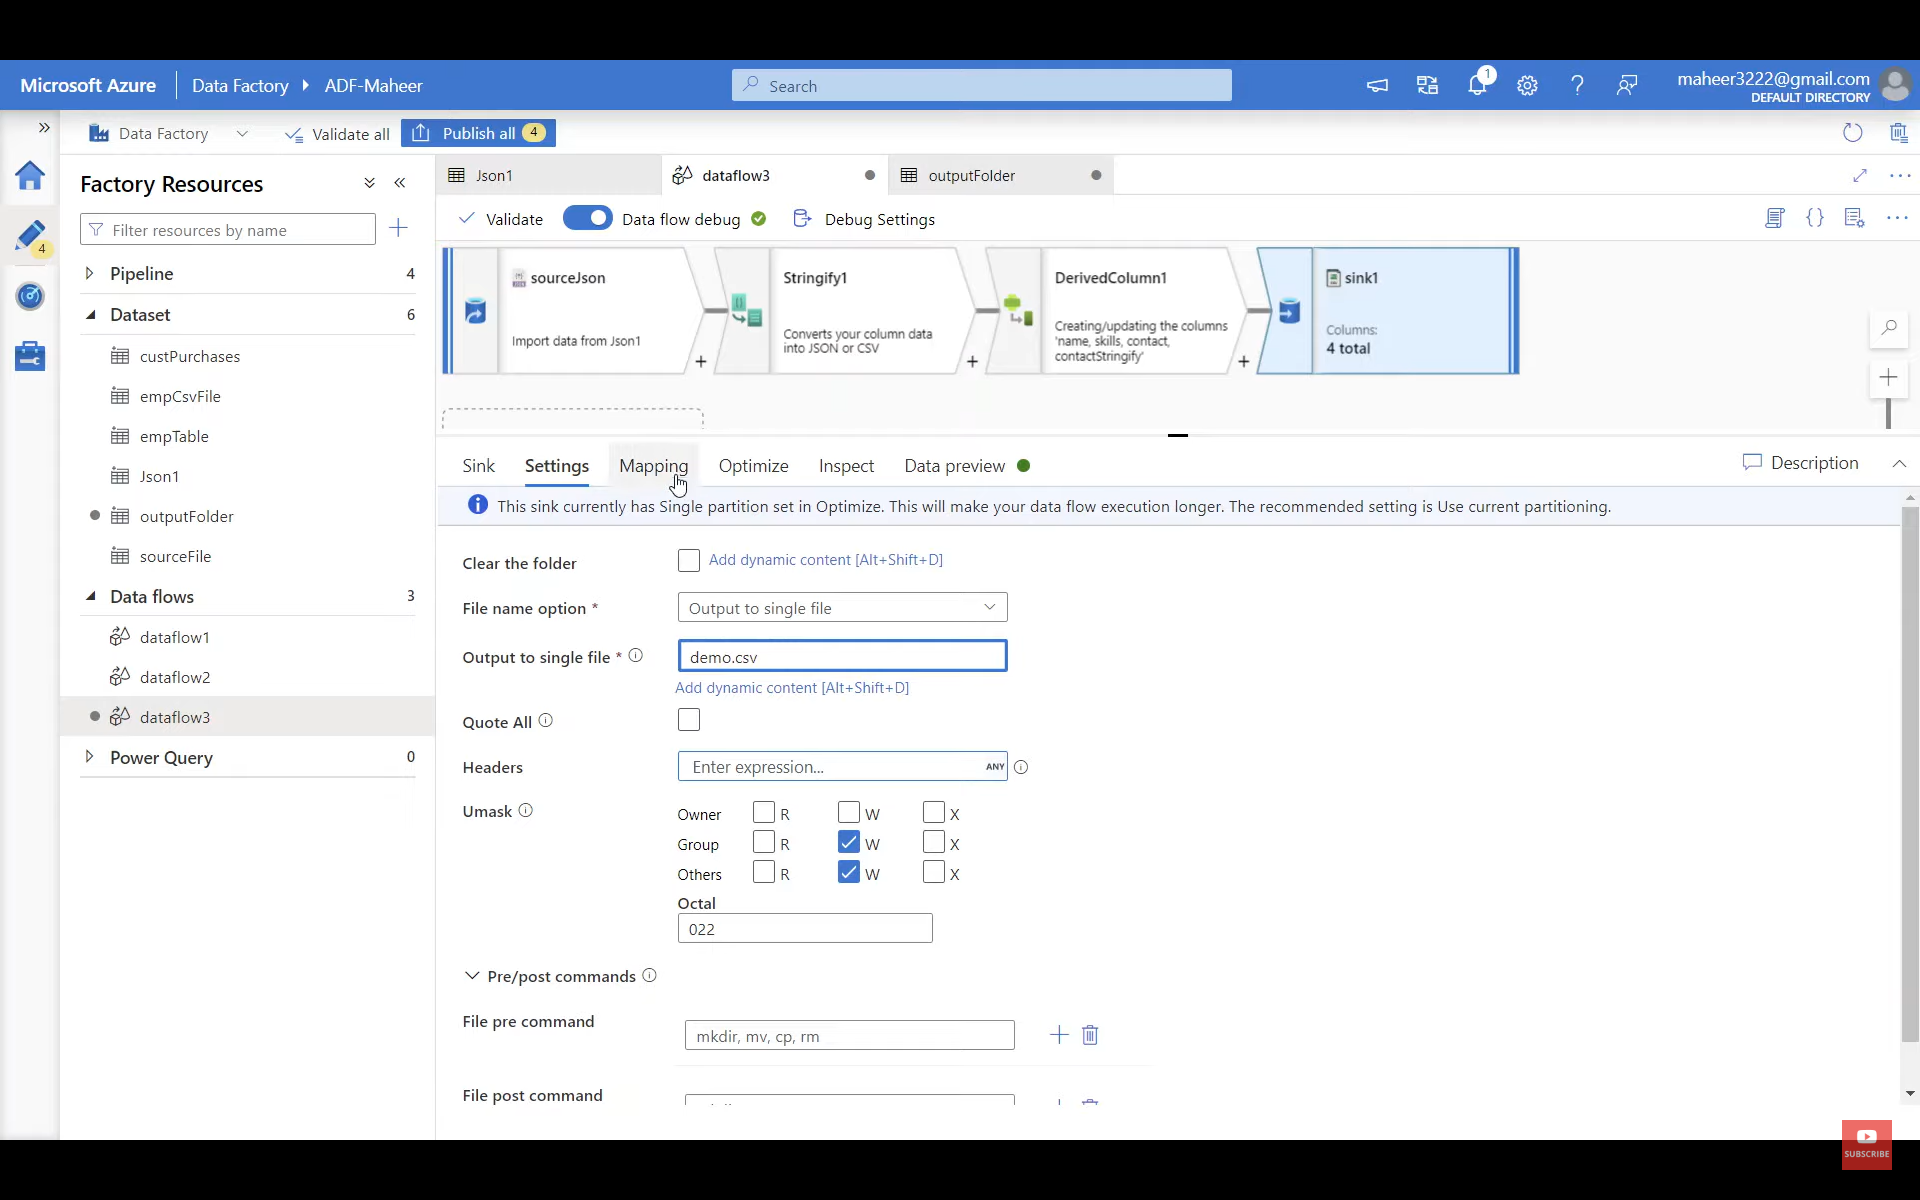 Microsoft Azure
Data Factory
ADF-Maheer
Search
1
maheer3222@gmail.com
DEFAULT DIRECTORY
Data Factory
Validate all
Publish all 4
4
Factory Resources
Filter resources by name
Pipeline 4
Dataset 6
custPurchases
empCsvFile
empTable
Json1
outputFolder
sourceFile
Data flows 3
dataflow1
dataflow2
dataflow3
Power Query 0
Json1
dataflow3
outputFolder
Validate
Data flow debug
Debug Settings
sourceJson
Import data from Json1
Stringify1
Converts your column data
into JSON or CSV
DerivedColumn1
Creating/updating the columns
'name, skills, contact,
contactStringify'
sink1
Columns:
4 total
Sink
Settings
Mapping
Optimize
Inspect
Data preview
Description
This sink currently has Single partition set in Optimize. This will make your data flow execution longer. The recommended setting is Use current partitioning.
Clear the folder
Add dynamic content [Alt+Shift+D]
File name option *
Output to single file
Output to single file *
demo.csv
Add dynamic content [Alt+Shift+D]
Quote All
Headers
Enter expression...
ANY
Umask
Owner R W X
Group R W X
Others R W X
Octal
022
Pre/post commands
File pre command
mkdir, mv, cp, rm
File post command
SUBSCRIBE